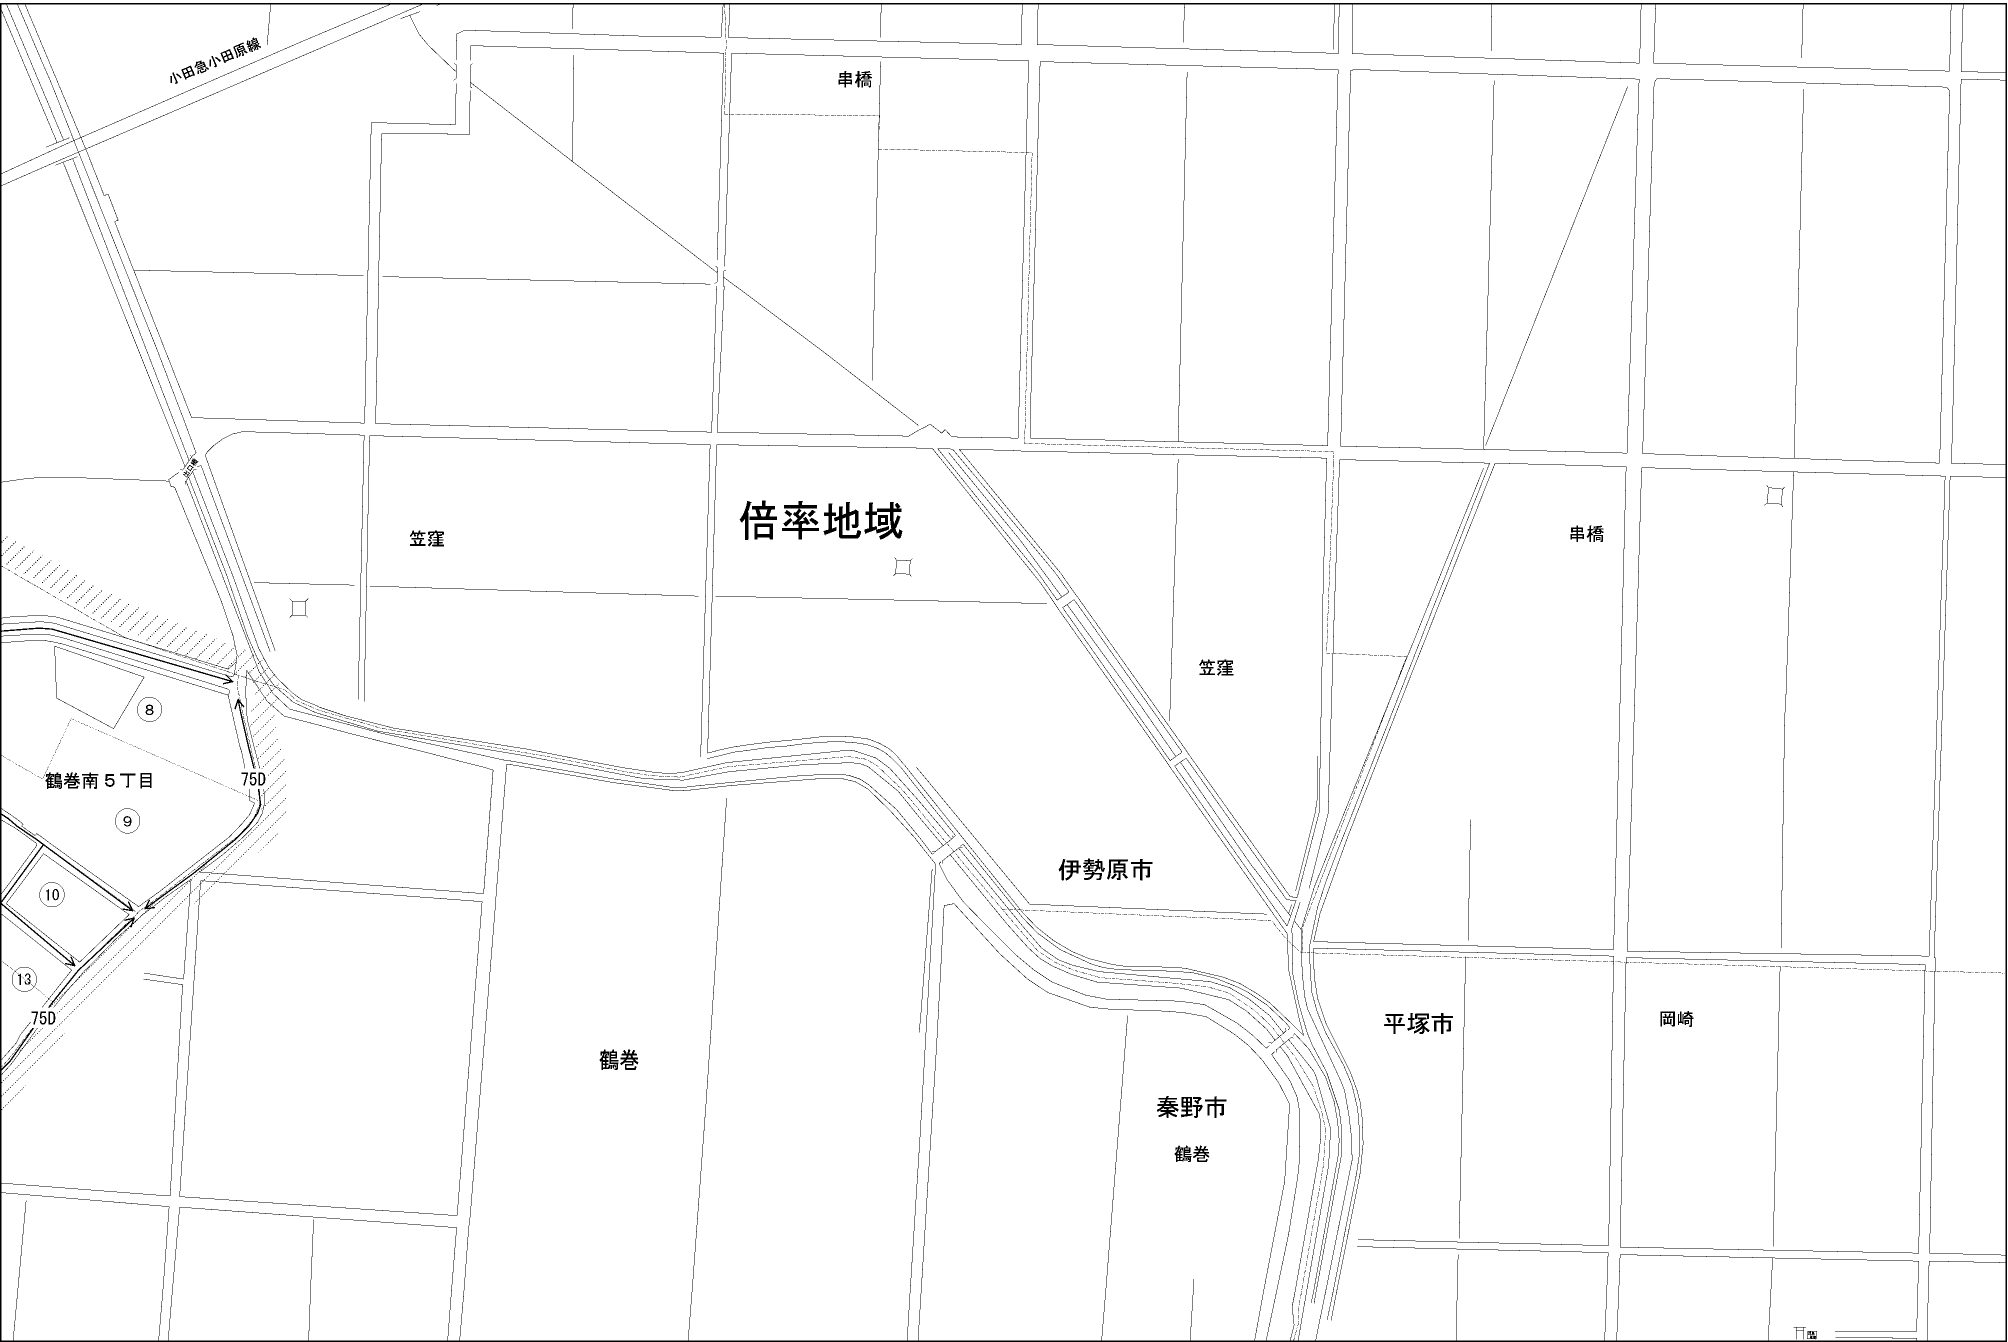 小田急小田原線
串橋
倍率地域
笠窪
串橋
笠窪
⑧
75D
鶴巻南５丁目
⑨
伊勢原市
⑩
⑬
75D
平塚市
岡崎
鶴巻
秦野市
鶴巻